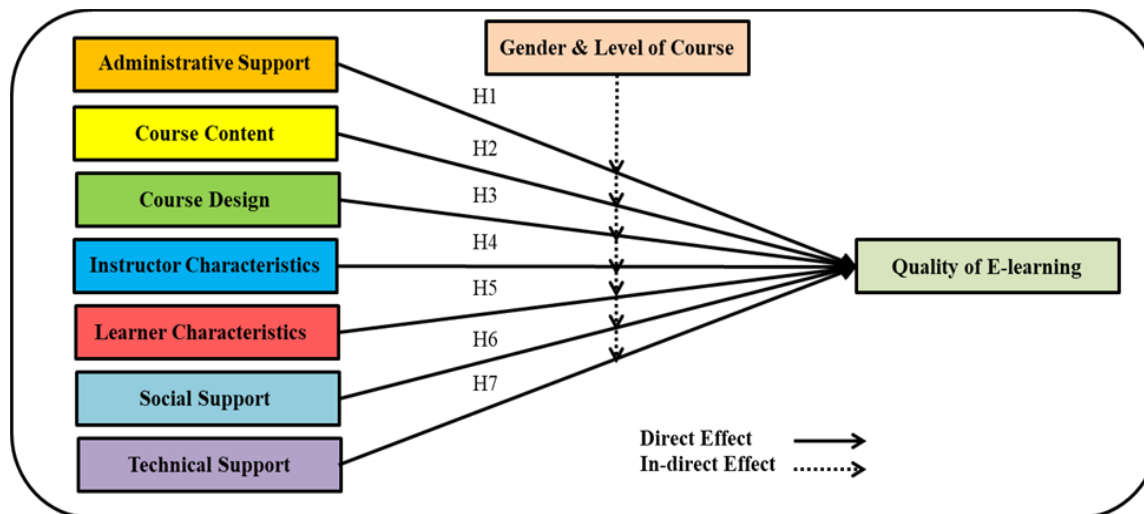 Administrative Support
Gender & Level of Course
H1
Course Content
H2
Course Design
H3
H4
Instructor Characteristics
Quality of E-learning
H5
Learner Characteristics
H6
Social Support
H7
Technical Support
Direct Effect
In-direct Effect